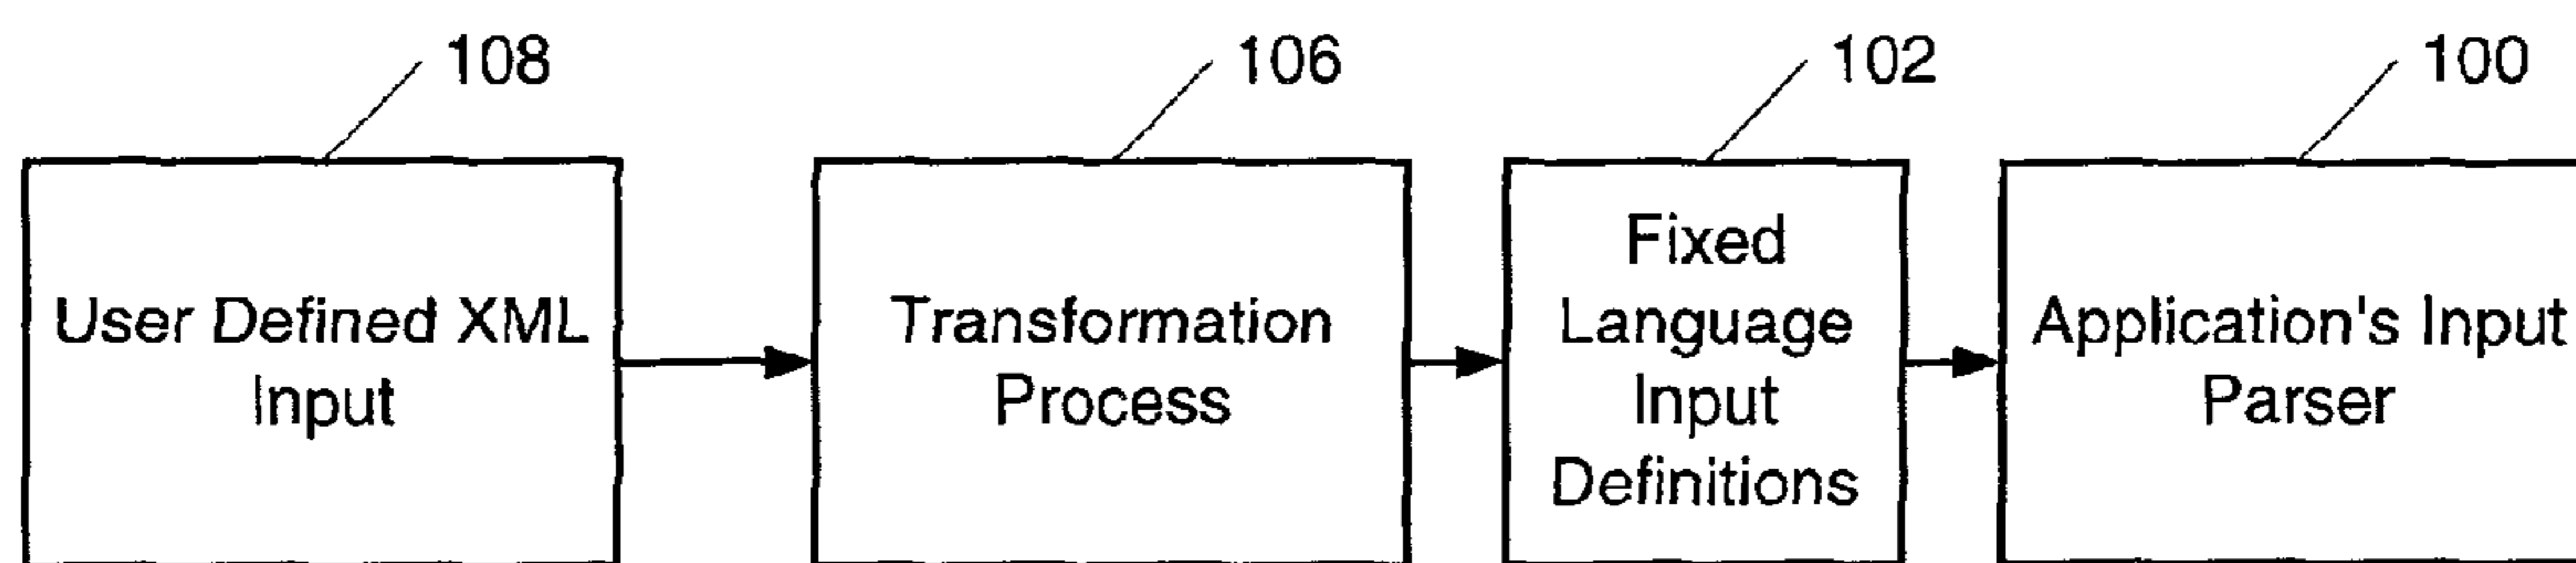 108
106
102
100
User Defined XML
Input
Transformation
Process
Fixed
Language
Input
Definitions
Application's Input
Parser